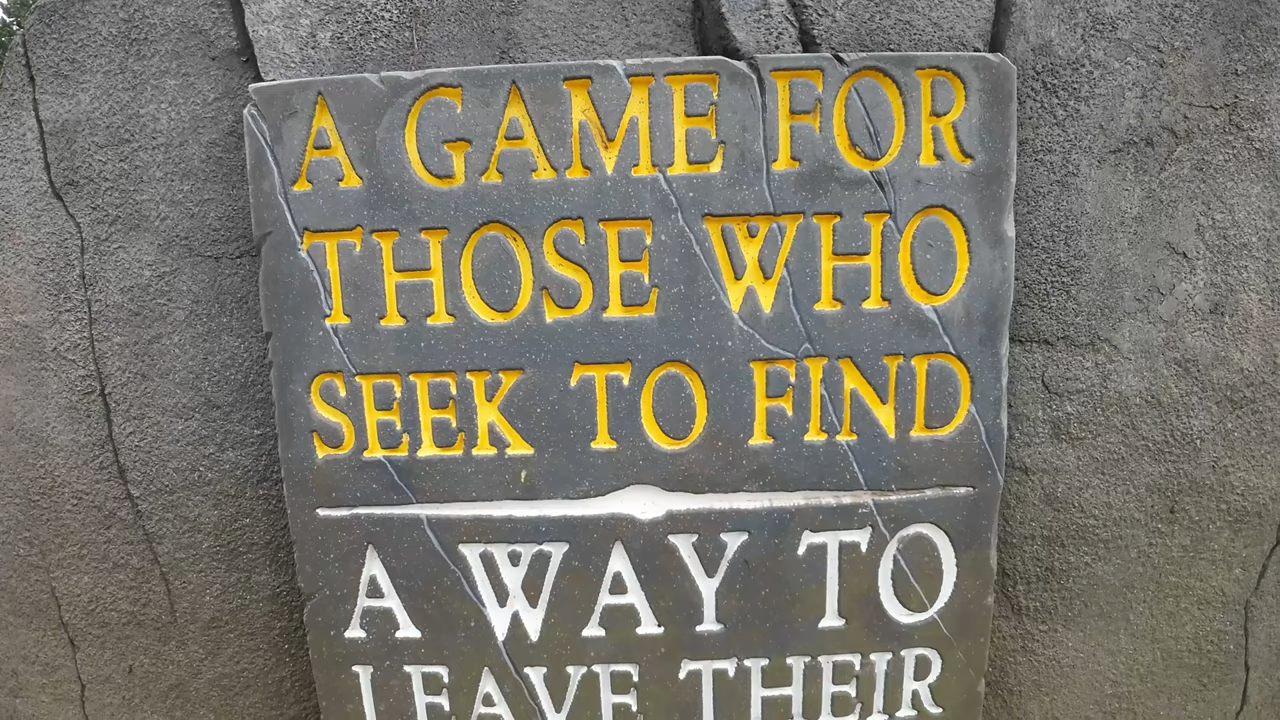 A GAME FOR
THOSE WHO
SEEK TO FIND
A WAY TO
LEAVE THEIR